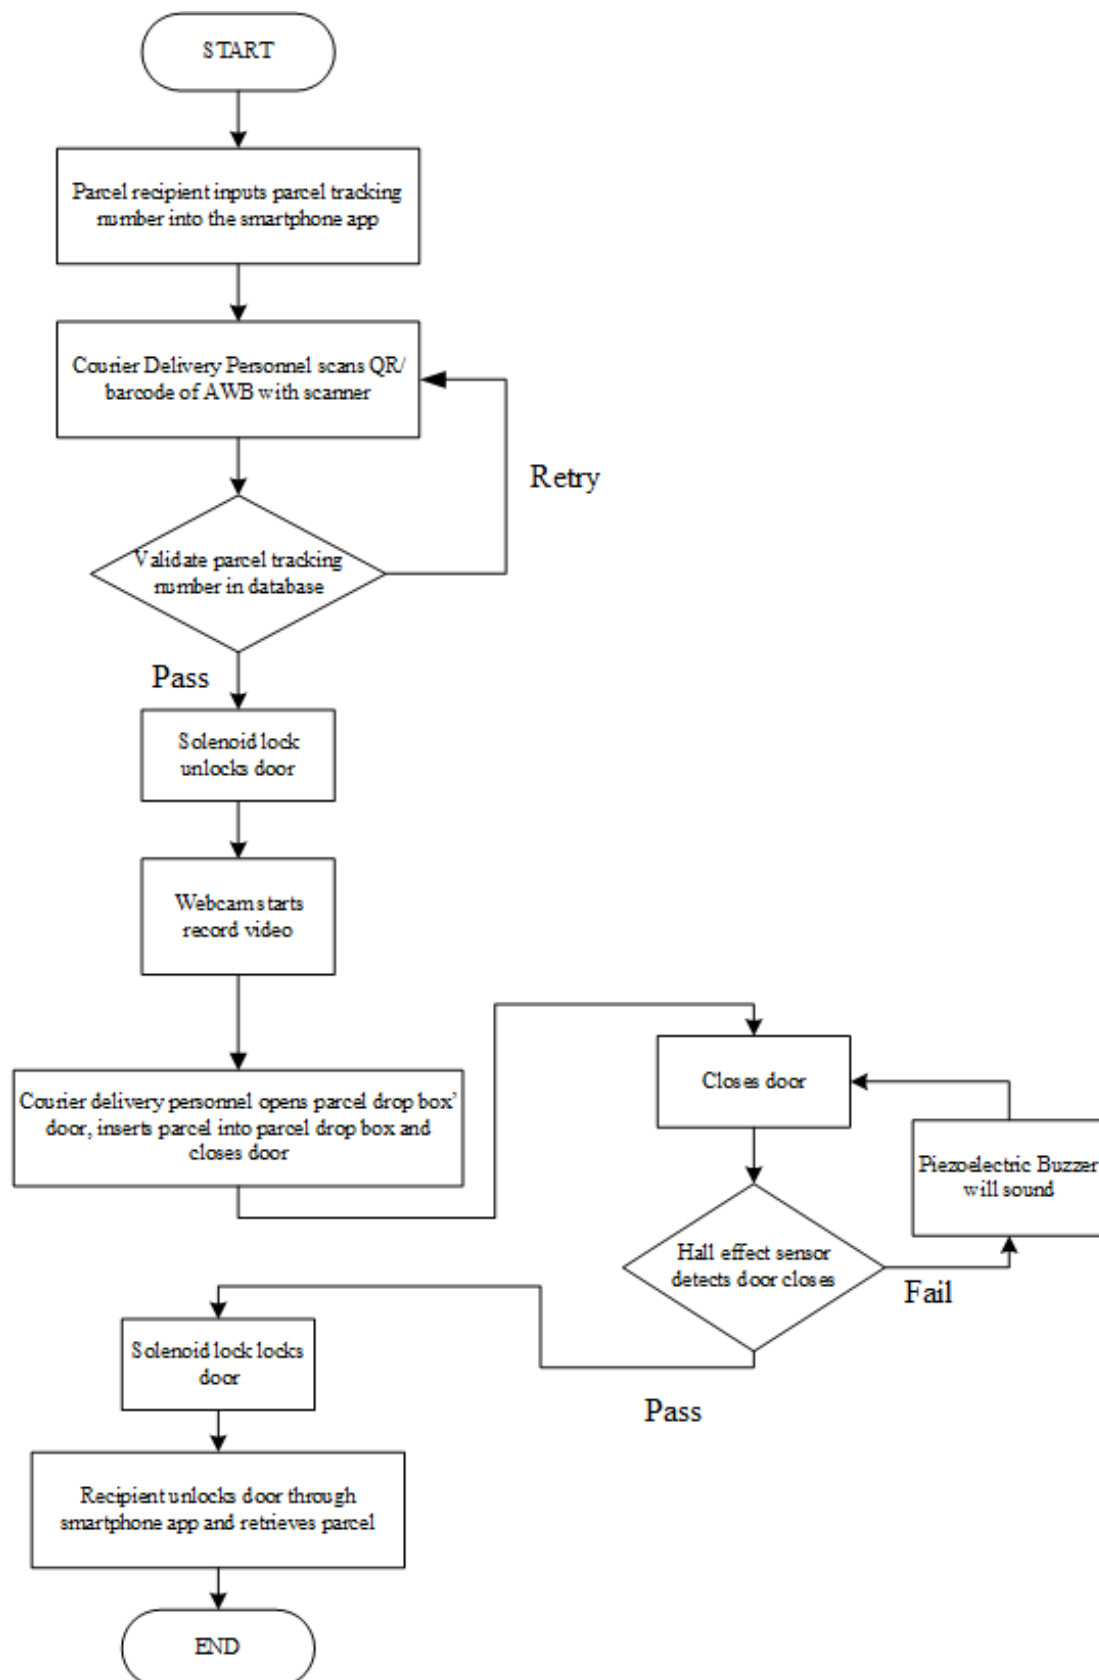 START
Parcel recipient inputs parcel tracking
number into the smartphone app
Courier Delivery Personnel scans QR/
barcode of AWB with scanner
Retry
Validate parcel tracking
number in database
Pass
Solenoid lock
unlocks door
Webcam starts
record video
Courier delivery personnel opens parcel drop box'
door, inserts parcel into parcel drop box and
closes door
Closes door
Piezoelectric Buzzer
will sound
Hall effect sensor
detects door closes
Fail
Pass
Solenoid lock locks
door
Recipient unlocks door through
smartphone app and retrieves parcel
END